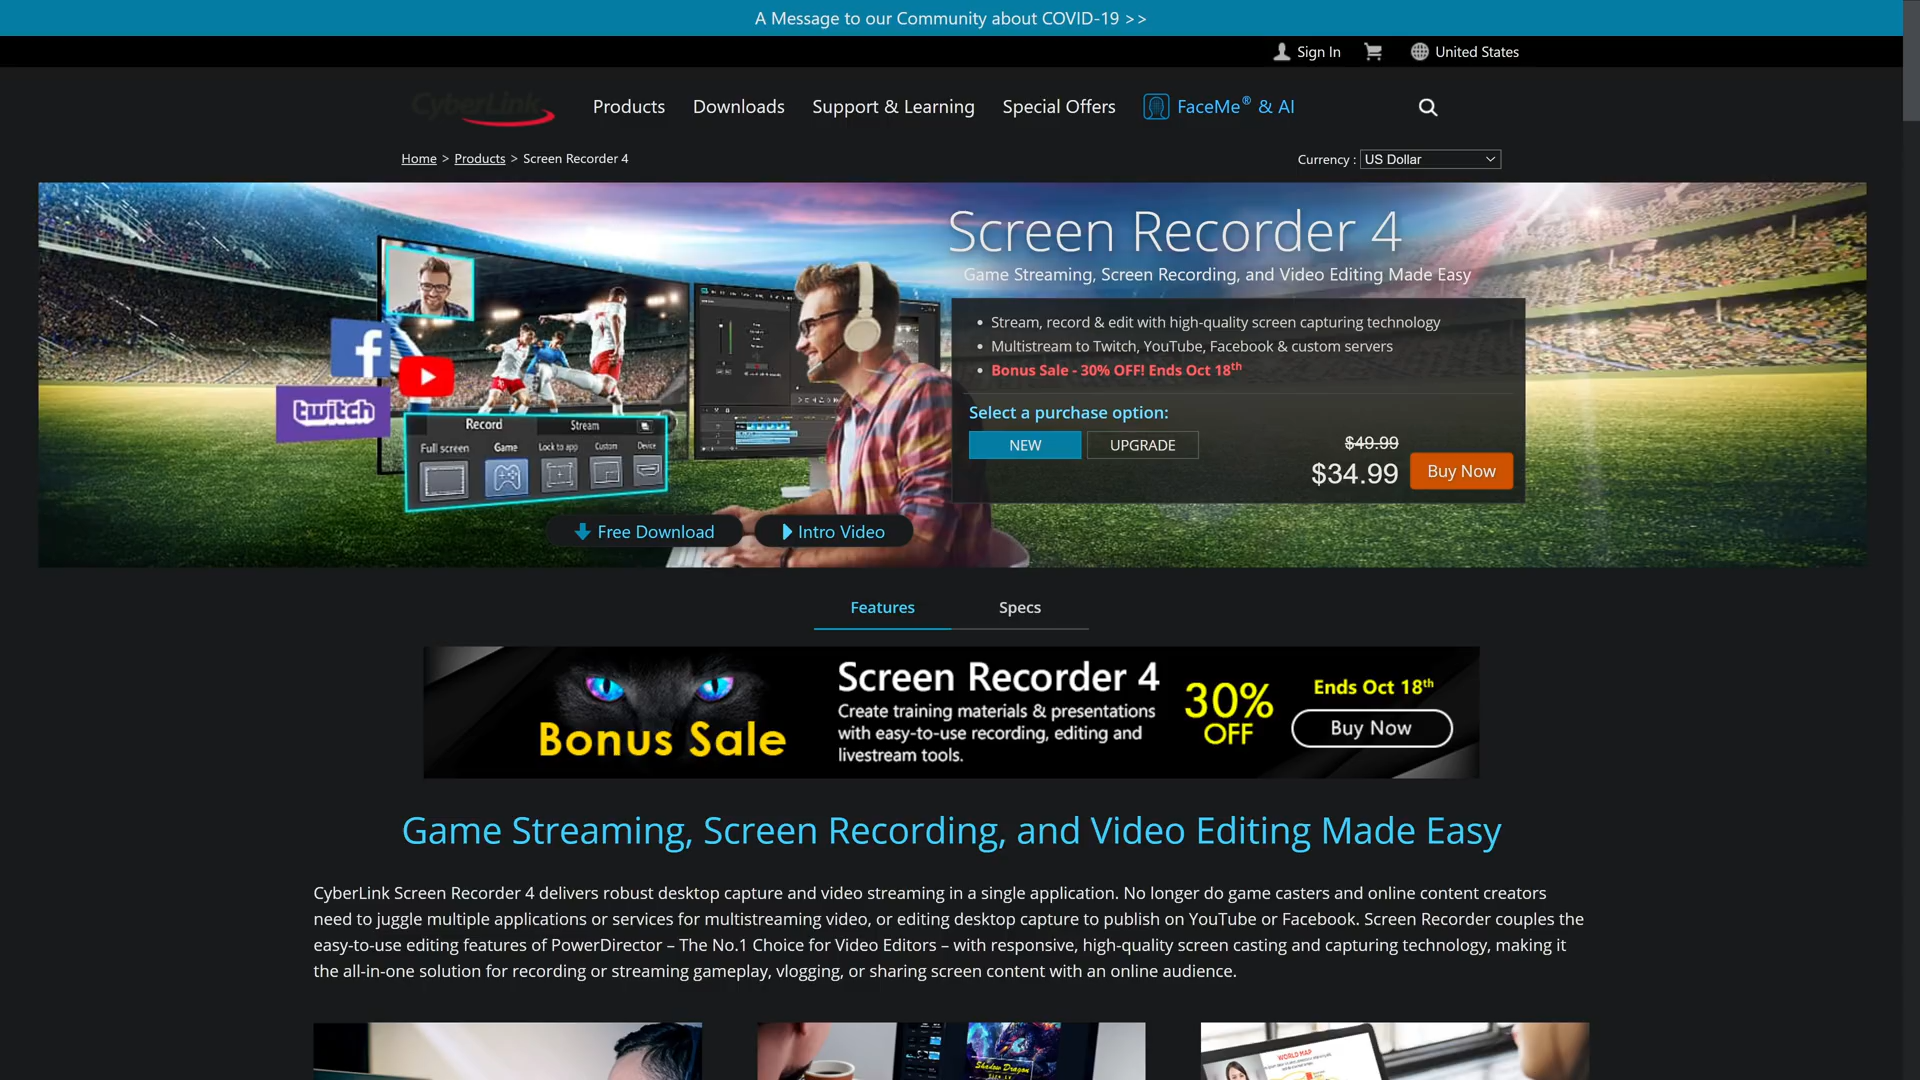 A Message to our Community about COVID-19 >>
Sign In
United States
CyberLink
Products
Downloads
Support & Learning
Special Offers
FaceMe® & AI
Home > Products > Screen Recorder 4
Currency : US Dollar
Screen Recorder 4
Game Streaming, Screen Recording, and Video Editing Made Easy
• Stream, record & edit with high-quality screen capturing technology
• Multistream to Twitch, YouTube, Facebook & custom servers
• Bonus Sale - 30% OFF! Ends Oct 18th
Select a purchase option:
NEW
UPGRADE
$49.99
$34.99
Buy Now
twitch
Record
Stream
Full screen
Game
Lock to app
Custom
Device
Free Download
Intro Video
Features
Specs
Bonus Sale
Screen Recorder 4
Create training materials & presentations
with easy-to-use recording, editing and
livestream tools.
30%
OFF
Ends Oct 18th
Buy Now
Game Streaming, Screen Recording, and Video Editing Made Easy
CyberLink Screen Recorder 4 delivers robust desktop capture and video streaming in a single application. No longer do game casters and online content creators
need to juggle multiple applications or services for multistreaming video, or editing desktop capture to publish on YouTube or Facebook. Screen Recorder couples the
easy-to-use editing features of PowerDirector – The No.1 Choice for Video Editors – with responsive, high-quality screen casting and capturing technology, making it
the all-in-one solution for recording or streaming gameplay, vlogging, or sharing screen content with an online audience.
Shadow Dragon
WORLD MAP